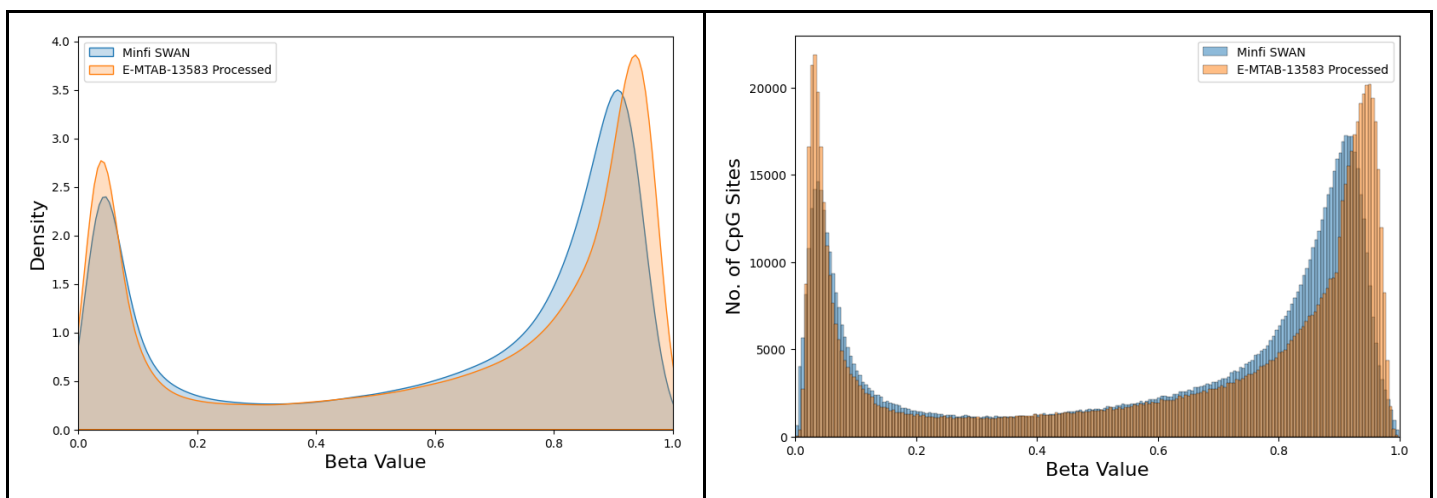 Minfi SWAN
E-MTAB-13583 Processed
4.0
3.5
3.0
2.5
2.0
1.5
1.0
0.5
0.0
Density
0.0 0.2 0.4 0.6 0.8 1.0
Beta Value
Minfi SWAN
E-MTAB-13583 Processed
20000
15000
10000
5000
0
No. of CpG Sites
0.0 0.2 0.4 0.6 0.8 1.0
Beta Value